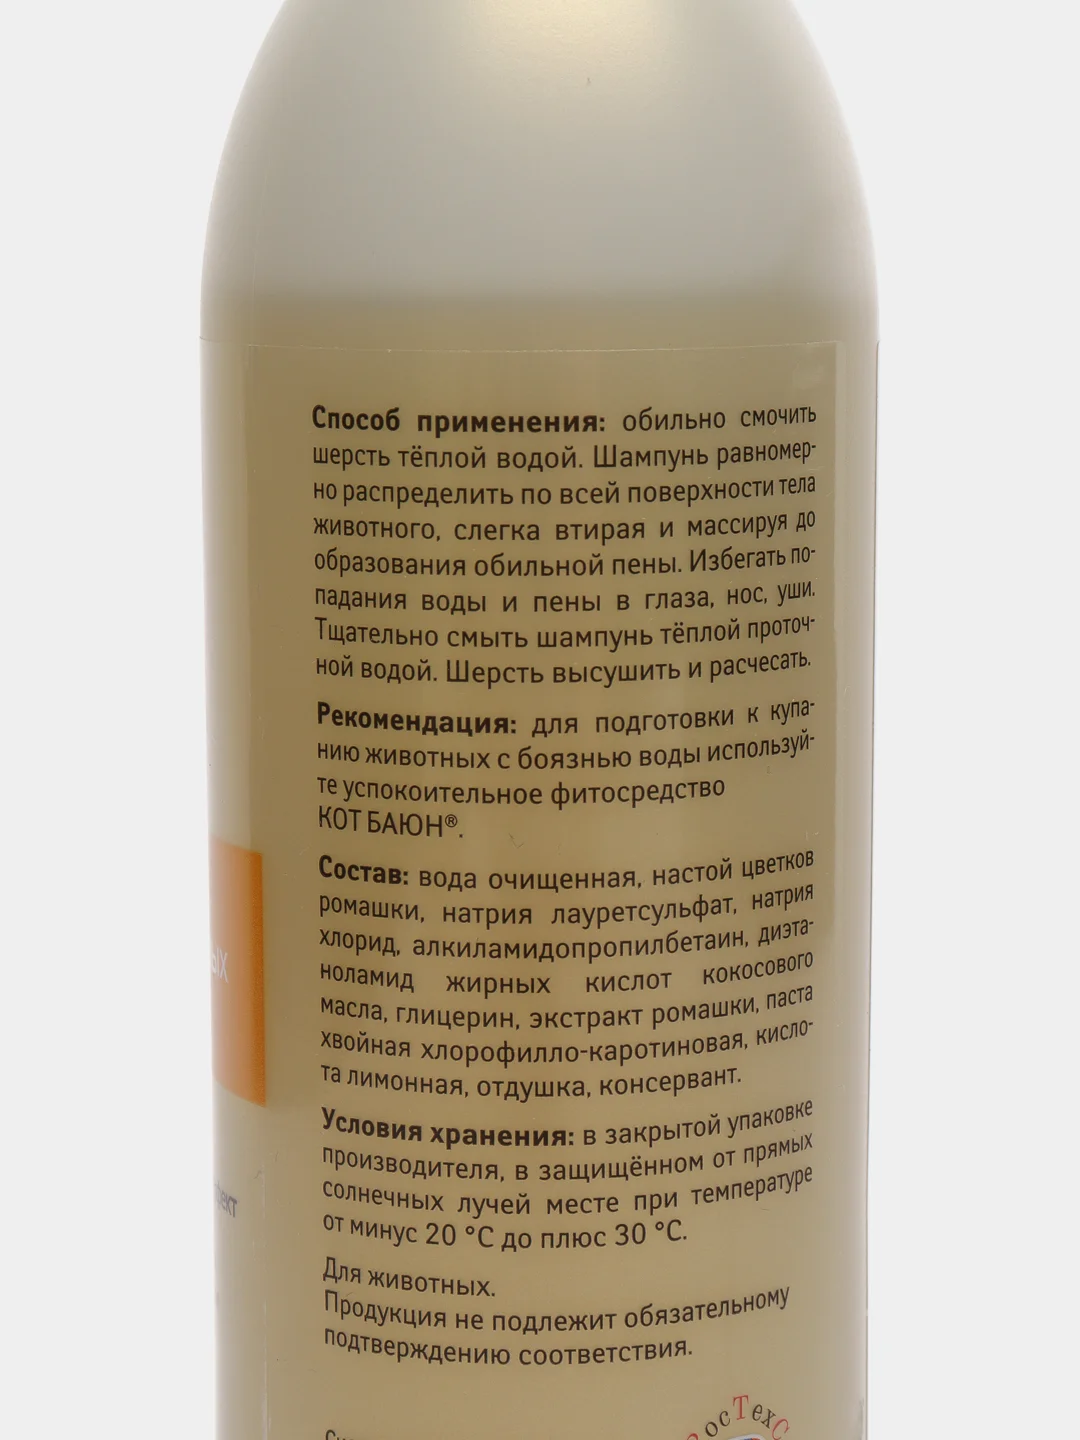 Способ применения: обильно смочить
шерсть тёплой водой. Шампунь равномер-
но распределить по всей поверхности тела
животного, слегка втирая и массируя до
образования обильной пены. Избегать по-
падания воды и пены в глаза, нос, уши.
Тщательно смыть шампунь тёплой проточ-
ной водой. Шерсть высушить и расчесать.
Рекомендация: для подготовки к купа-
нию животных с боязнью воды используй-
те успокоительное фитосредство
КОТ БАЮН®.
Состав: вода очищенная, настой цветков
ромашки, натрия лауретсульфат, натрия
хлорид, алкиламидопропилбетаин, диэта-
ноламид жирных кислот кокосового
масла, глицерин, экстракт ромашки, паста
хвойная хлорофилло-каротиновая, кисло-
та лимонная, отдушка, консервант.
Условия хранения: в закрытой упаковке
производителя, в защищённом от прямых
солнечных лучей месте при температуре
от минус 20 °С до плюс 30 °С.
Для животных.
Продукция не подлежит обязательному
подтверждению соответствия.